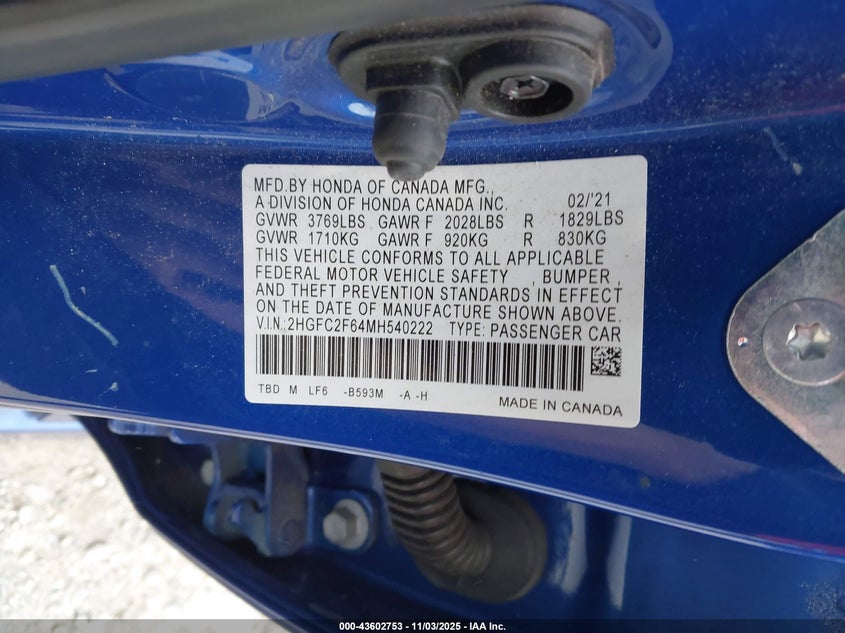 MFD.BY HONDA OF CANADA MFG.,
A DIVISION OF HONDA CANADA INC. 02/'21
GVWR 3769LBS GAWR F 2028LBS R 1829LBS
GVWR 1710KG GAWR F 920KG R 830KG
THIS VEHICLE CONFORMS TO ALL APPLICABLE
FEDERAL MOTOR VEHICLE SAFETY , BUMPER ,
AND THEFT PREVENTION STANDARDS IN EFFECT
ON THE DATE OF MANUFACTURE SHOWN ABOVE.
V.I.N.:2HGFC2F64MH540222 TYPE: PASSENGER CAR
TBD M LF6 -B593M -A -H
MADE IN CANADA
000-43602753 - 11/03/2025 - IAA Inc.